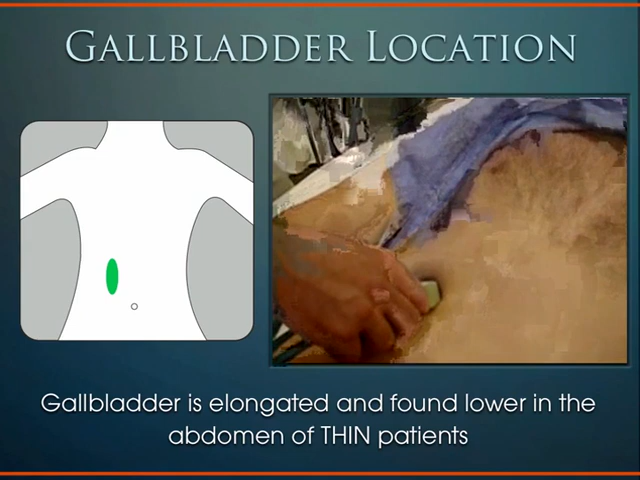 Gallbladder Location
Gallbladder is elongated and found lower in the
abdomen of THIN patients